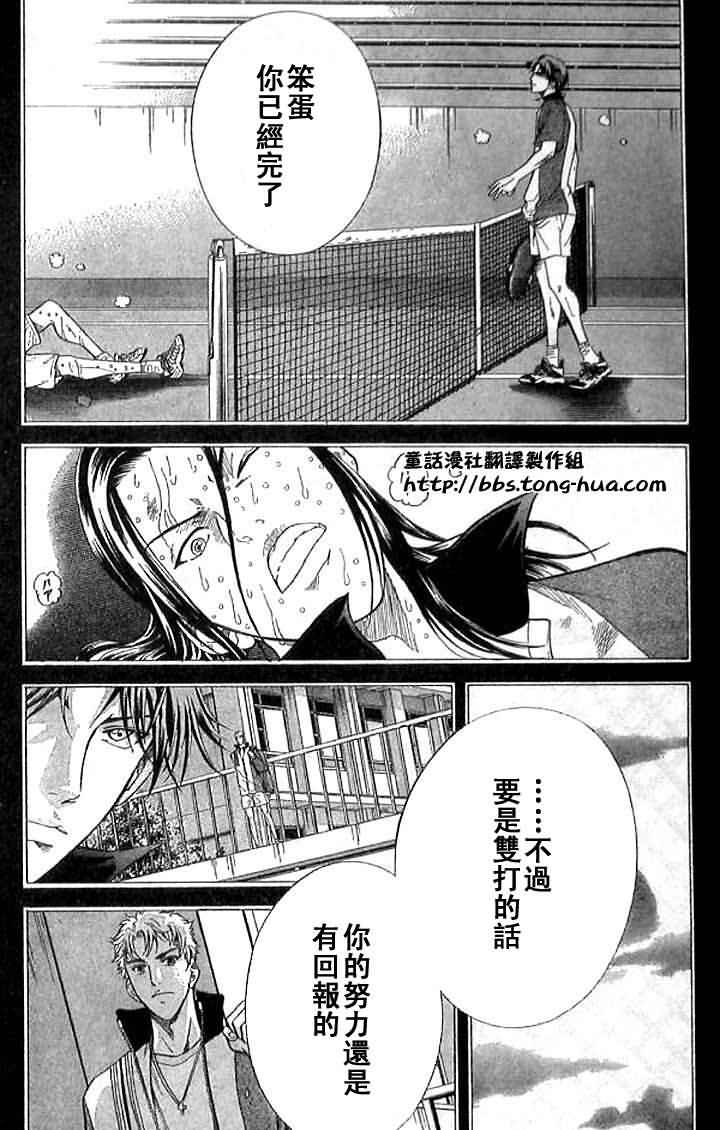 笨蛋
你已經完了
童話漫社翻譯製作組
http://bbs.tong-hua.com
ハア
……不過
要是雙打的話
你的努力還是
有回報的